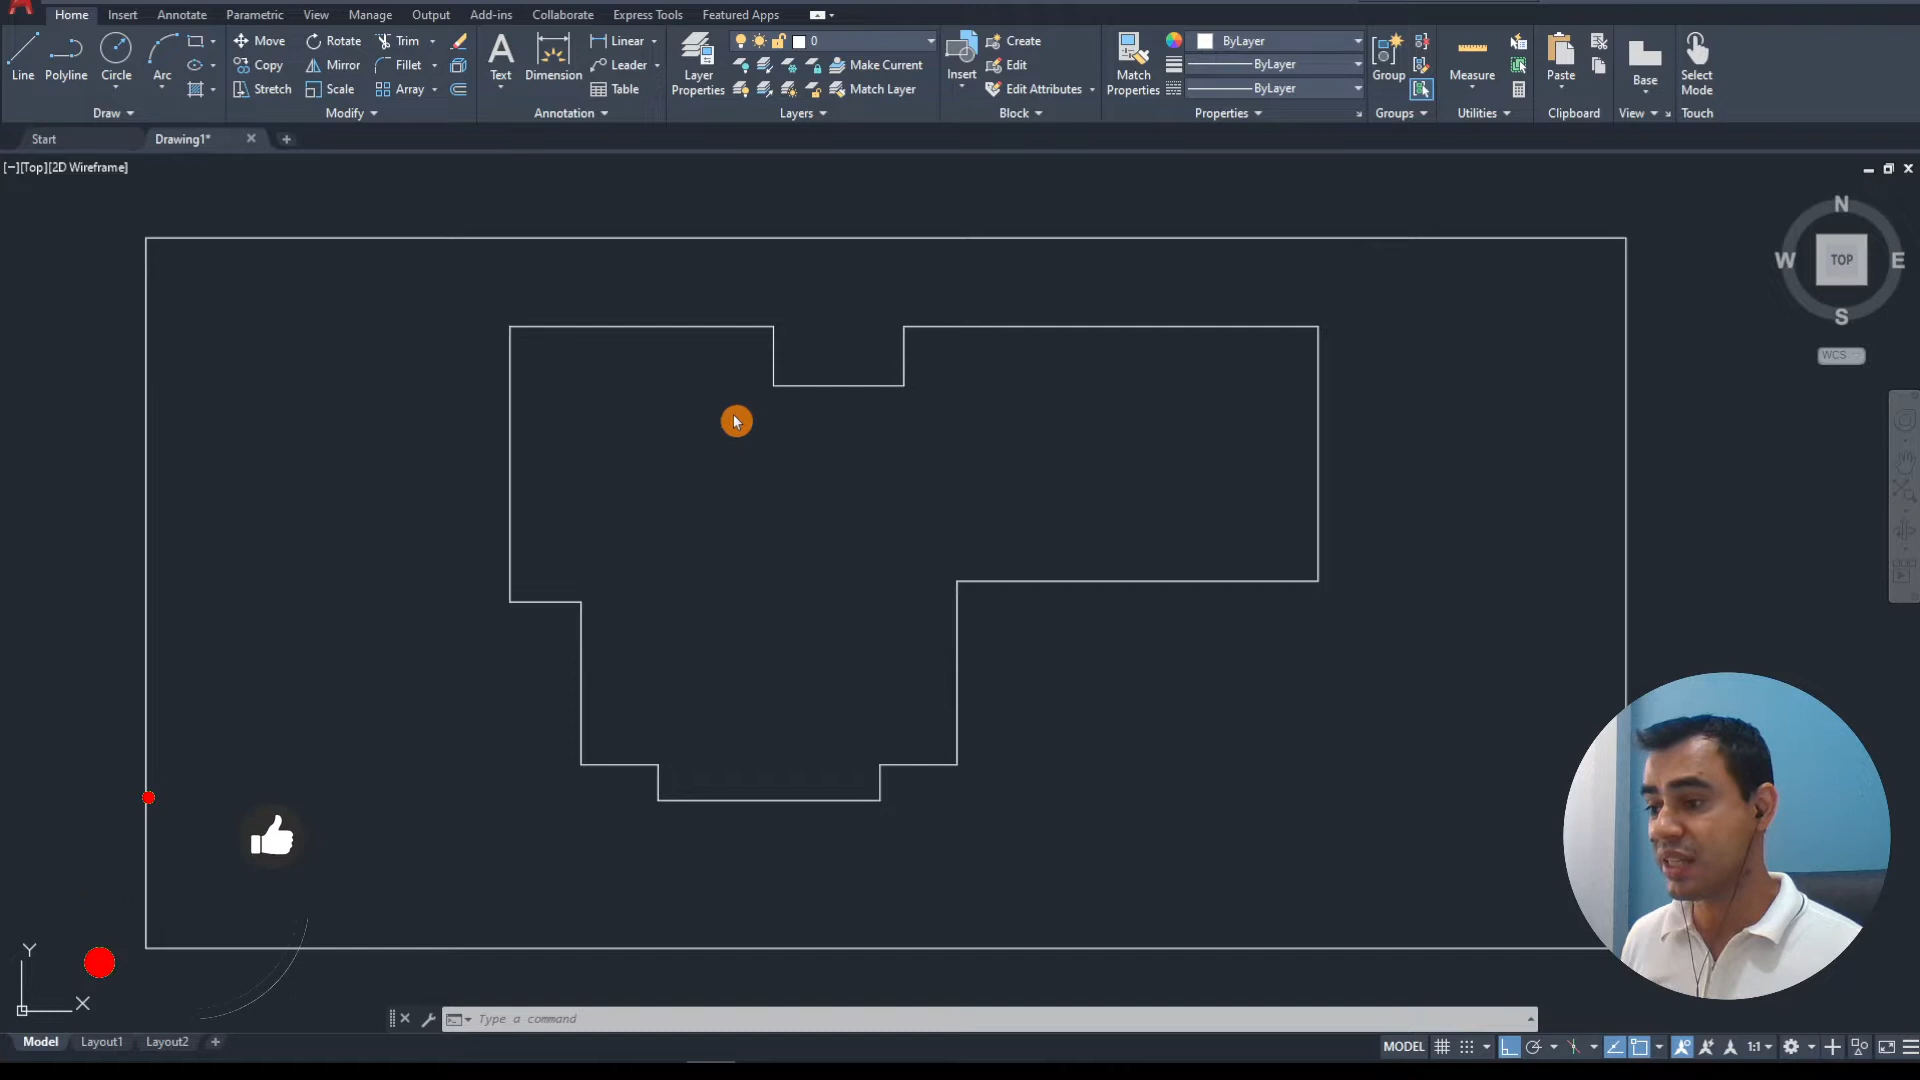 Home Insert Annotate Parametric View Manage Output Add-ins Collaborate Express Tools Featured Apps
Line Polyline Circle Arc
Move Rotate Trim
Copy Mirror Fillet
Stretch Scale Array
Text Dimension
Linear
Leader
Table
Layer Properties
0
Make Current
Match Layer
Insert
Create
Edit
Edit Attributes
Match Properties
ByLayer
ByLayer
ByLayer
Group
Measure
Paste
Base
Select Mode
Draw Modify Annotation Layers Block Properties Groups Utilities Clipboard View Touch
Start Drawing1*
[−][Top][2D Wireframe]
N
W TOP E
S
WCS
Y
X
Type a command
Model Layout1 Layout2
MODEL 1:1